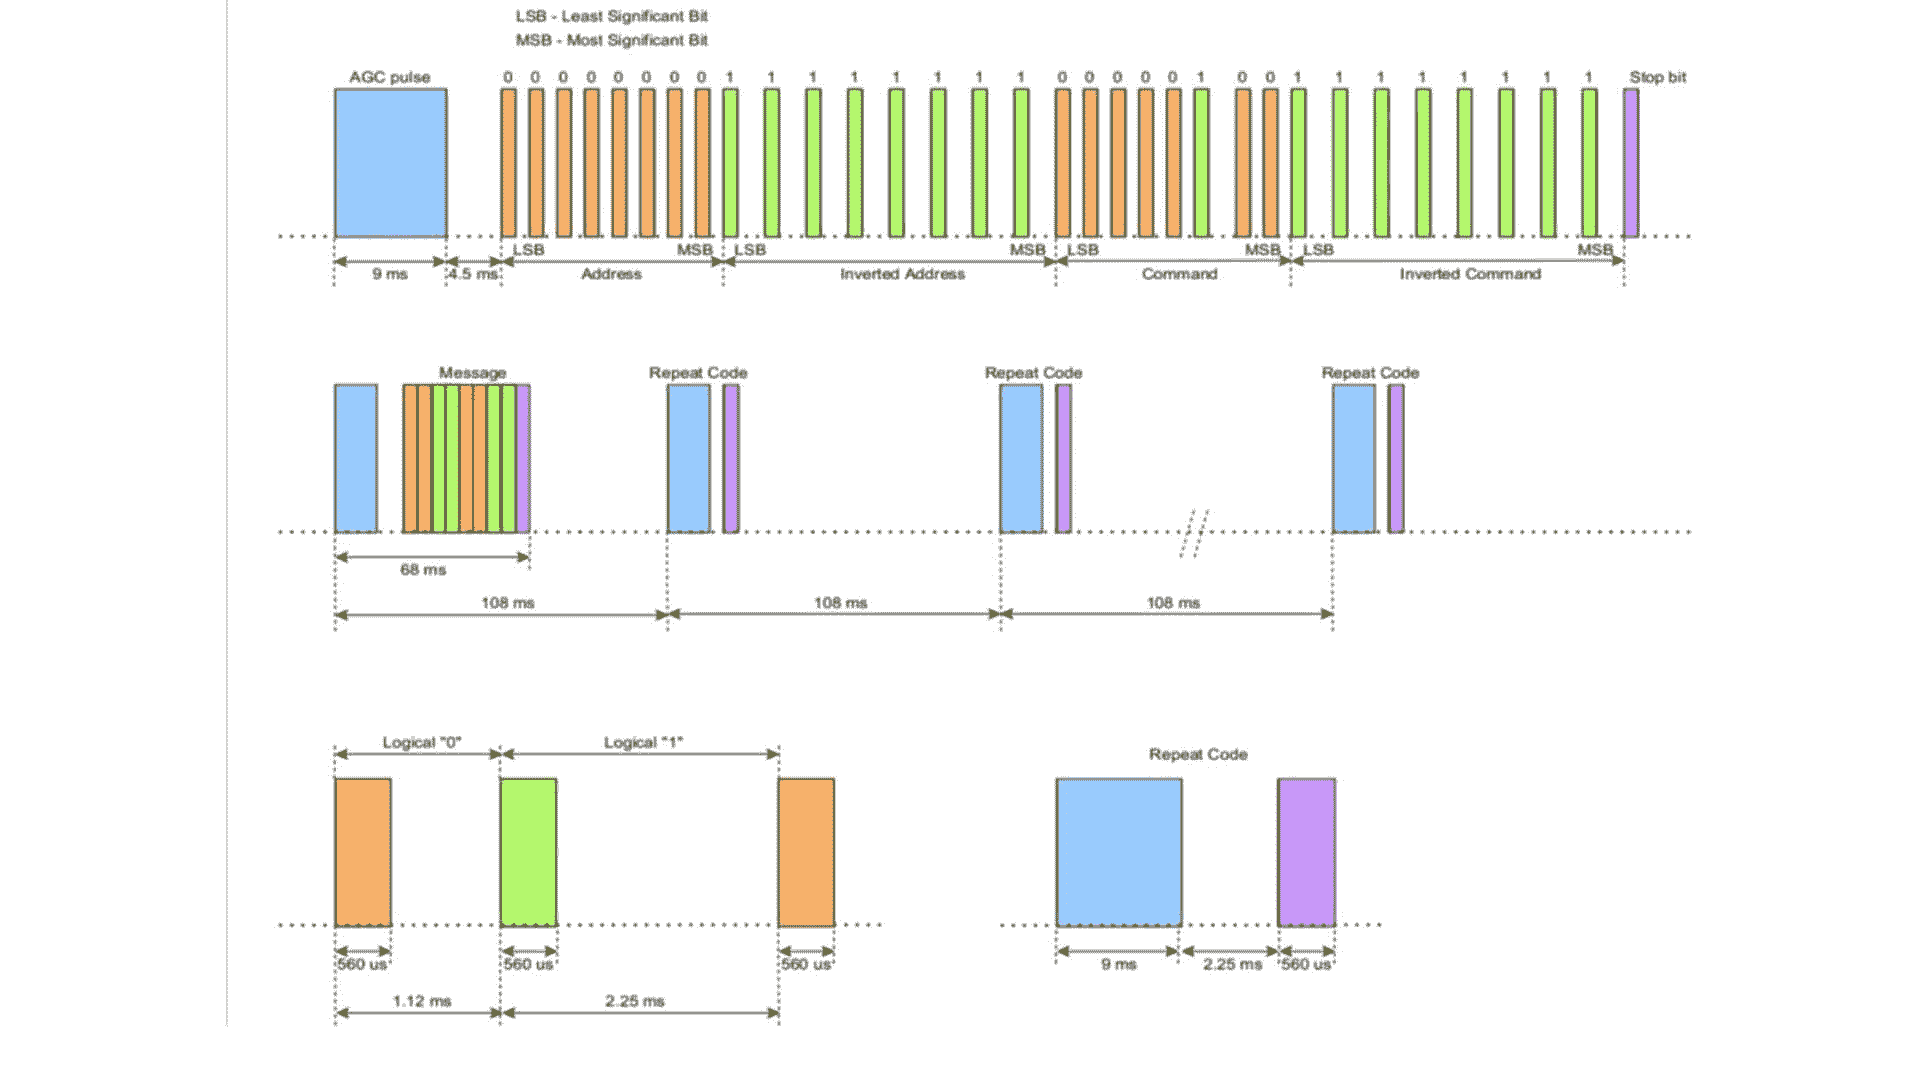 LSB - Least Significant Bit
MSB - Most Significant Bit
AGC pulse 0 0 0 0 0 0 0 0 1 1 1 1 1 1 1 1 0 0 0 0 0 1 0 0 1 1 1 1 1 1 1 1 Stop bit
LSB MSB LSB MSB LSB MSB LSB MSB
9 ms 4.5 ms Address Inverted Address Command Inverted Command
Message Repeat Code Repeat Code Repeat Code
68 ms
108 ms 108 ms 108 ms
Logical "0" Logical "1" Repeat Code
560 us 560 us 560 us 9 ms 2.25 ms 560 us
1.12 ms 2.25 ms